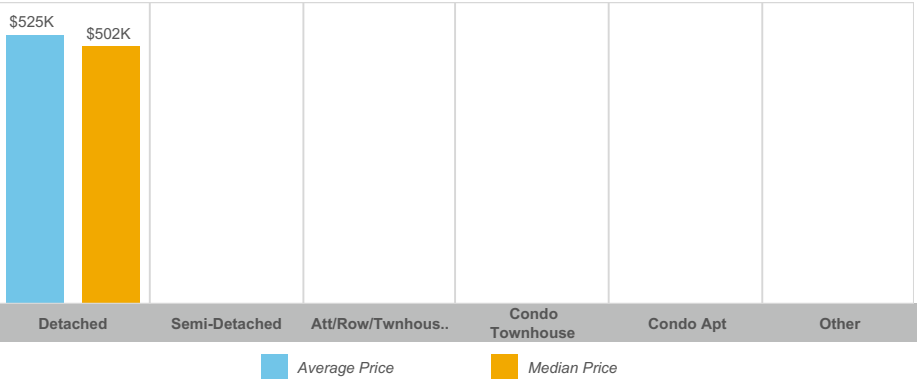 $525K
$502K
Detached
Semi-Detached
Att/Row/Twnhous..
Condo
Townhouse
Condo Apt
Other
Average Price
Median Price